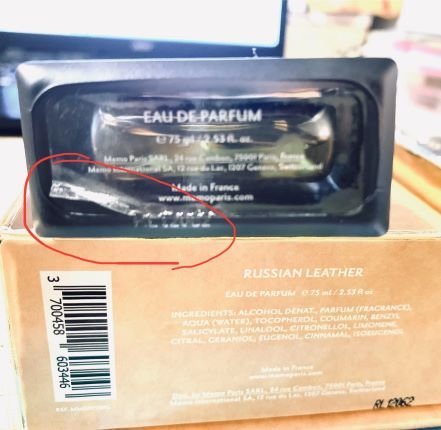 EAU DE PARFUM
℮ 75 ml / 2.53 fl. oz.
Memo Paris SARL, 24 rue Cambon, 75001 Paris, France
Memo International SA, 12 rue du Lac, 1207 Geneva, Switzerland
Made in France
www.memoparis.com
RUSSIAN LEATHER
EAU DE PARFUM ℮ 75 ml / 2.53 fl oz
INGREDIENTS: ALCOHOL DENAT., PARFUM (FRAGRANCE),
AQUA (WATER), TOCOPHEROL, COUMARIN, BENZYL
SALICYLATE, LINALOOL, CITRONELLOL, LIMONENE,
CITRAL, GERANIOL, EUGENOL, CINNAMAL, ISOEUGENOL.
Made in France
www.memoparis.com
Memo Paris SARL, 24 rue Cambon, 75001 Paris, France
Memo International SA, 12 rue du Lac, 1207 Geneva, Switzerland
3 700458 603446